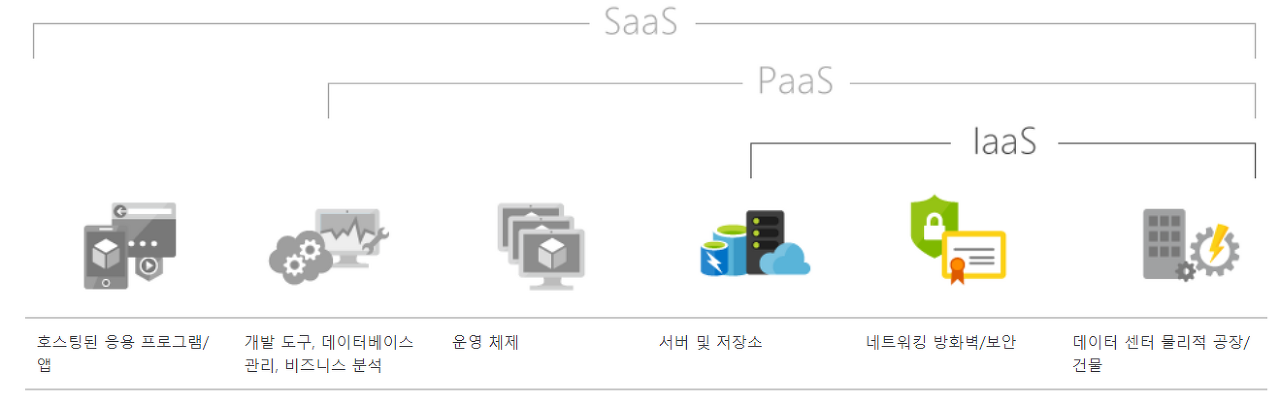 SaaS
PaaS
IaaS
호스팅된 응용 프로그램/
앱
개발 도구, 데이터베이스
관리, 비즈니스 분석
운영 체제
서버 및 저장소
네트워킹 방화벽/보안
데이터 센터 물리적 공장/
건물